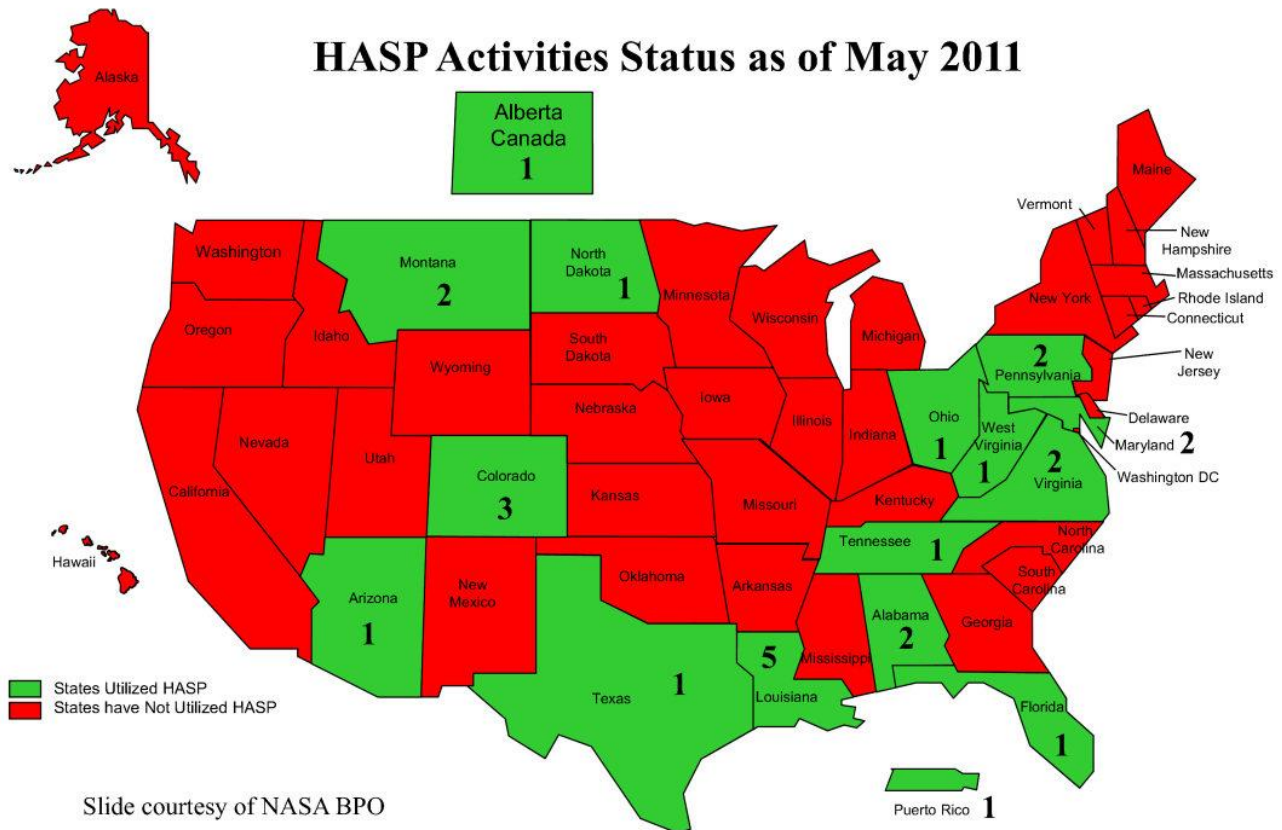 HASP Activities Status as of May 2011
Alaska
Alberta
Canada
1
Maine
Vermont
New
Hampshire
Massachusetts
Rhode Island
Connecticut
New York
Washington
Montana
2
North
Dakota
1
Minnesota
Wisconsin
Michigan
Oregon
Idaho
South
Dakota
Wyoming
2
Pennsylvania
New
Jersey
Nebraska
Iowa
Illinois
Indiana
Ohio
1
West
Virginia
1
Delaware
Maryland 2
Washington DC
2
Virginia
Nevada
Utah
Colorado
3
California
Kansas
Missouri
Kentucky
Hawaii
Tennessee 1
North
Carolina
South
Carolina
Arizona
1
New
Mexico
Oklahoma
Arkansas
Alabama
2
Georgia
Mississippi
5
Louisiana
Texas 1
Florida
1
States Utilized HASP
States have Not Utilized HASP
Slide courtesy of NASA BPO
Puerto Rico 1